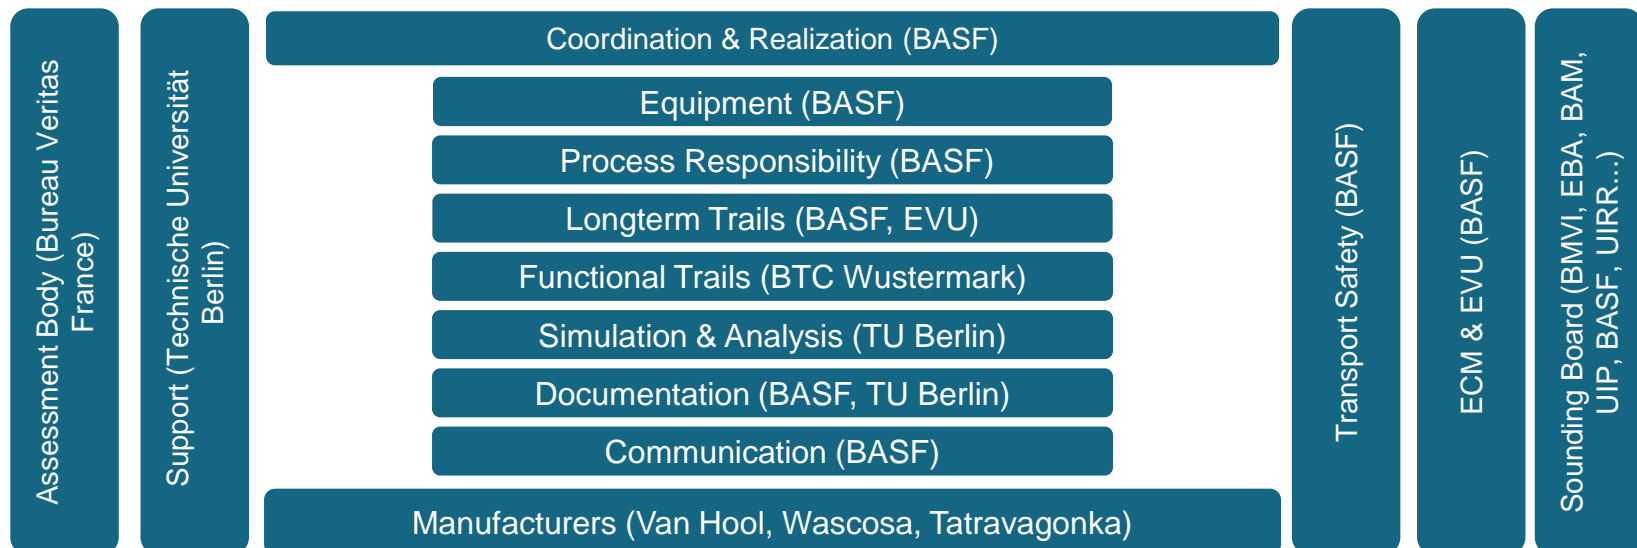 Assessment Body (Bureau Veritas
France)
Support (Technische Universität
Berlin)
Coordination & Realization (BASF)
Equipment (BASF)
Process Responsibility (BASF)
Longterm Trails (BASF, EVU)
Functional Trails (BTC Wustermark)
Simulation & Analysis (TU Berlin)
Documentation (BASF, TU Berlin)
Communication (BASF)
Manufacturers (Van Hool, Wascosa, Tatravagonka)
Transport Safety (BASF)
ECM & EVU (BASF)
Sounding Board (BMVI, EBA, BAM,
UIP, BASF, UIRR...)